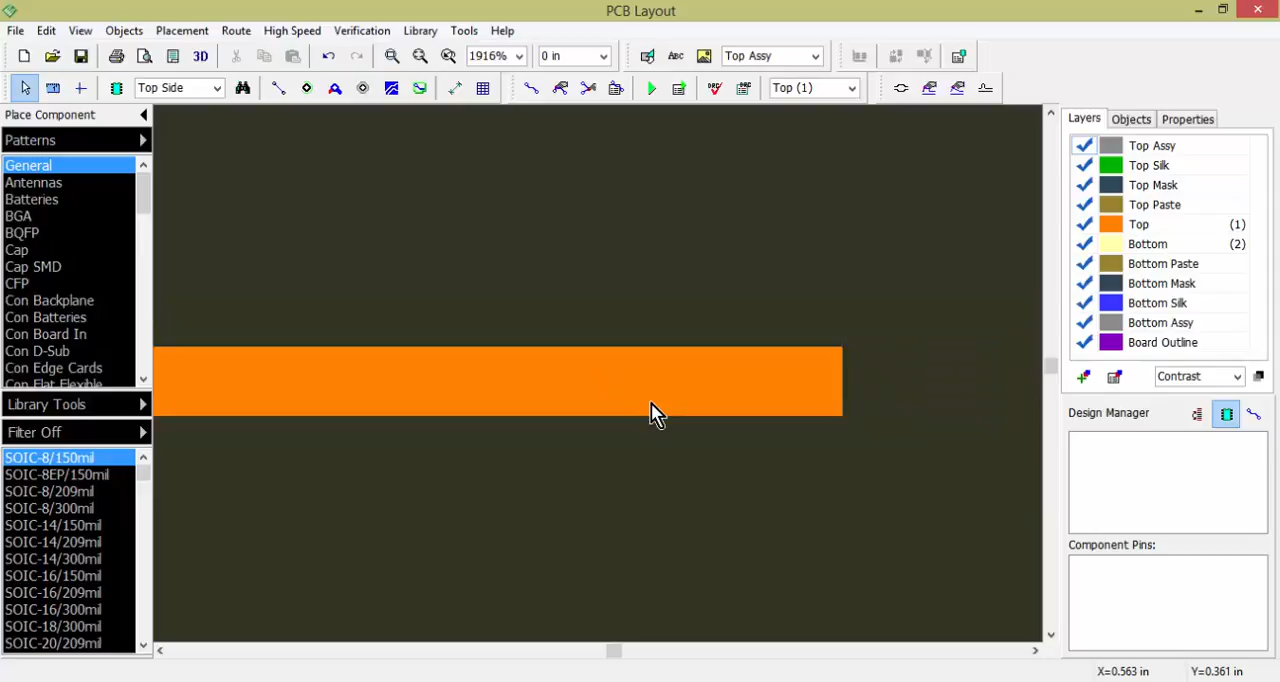 PCB Layout
File Edit View Objects Placement Route High Speed Verification Library Tools Help
3D 1916% 0 in Abc Top Assy
Top Side Top (1)
Place Component
Patterns
General
Antennas
Batteries
BGA
BQFP
Cap
Cap SMD
CFP
Con Backplane
Con Batteries
Con Board In
Con D-Sub
Con Edge Cards
Con Flat Flexible
Library Tools
Filter Off
SOIC-8/150mil
SOIC-8EP/150mil
SOIC-8/209mil
SOIC-8/300mil
SOIC-14/150mil
SOIC-14/209mil
SOIC-14/300mil
SOIC-16/150mil
SOIC-16/209mil
SOIC-16/300mil
SOIC-18/300mil
SOIC-20/209mil
Layers Objects Properties
Top Assy
Top Silk
Top Mask
Top Paste
Top (1)
Bottom (2)
Bottom Paste
Bottom Mask
Bottom Silk
Bottom Assy
Board Outline
Contrast
Design Manager
Component Pins:
X=0.563 in Y=0.361 in